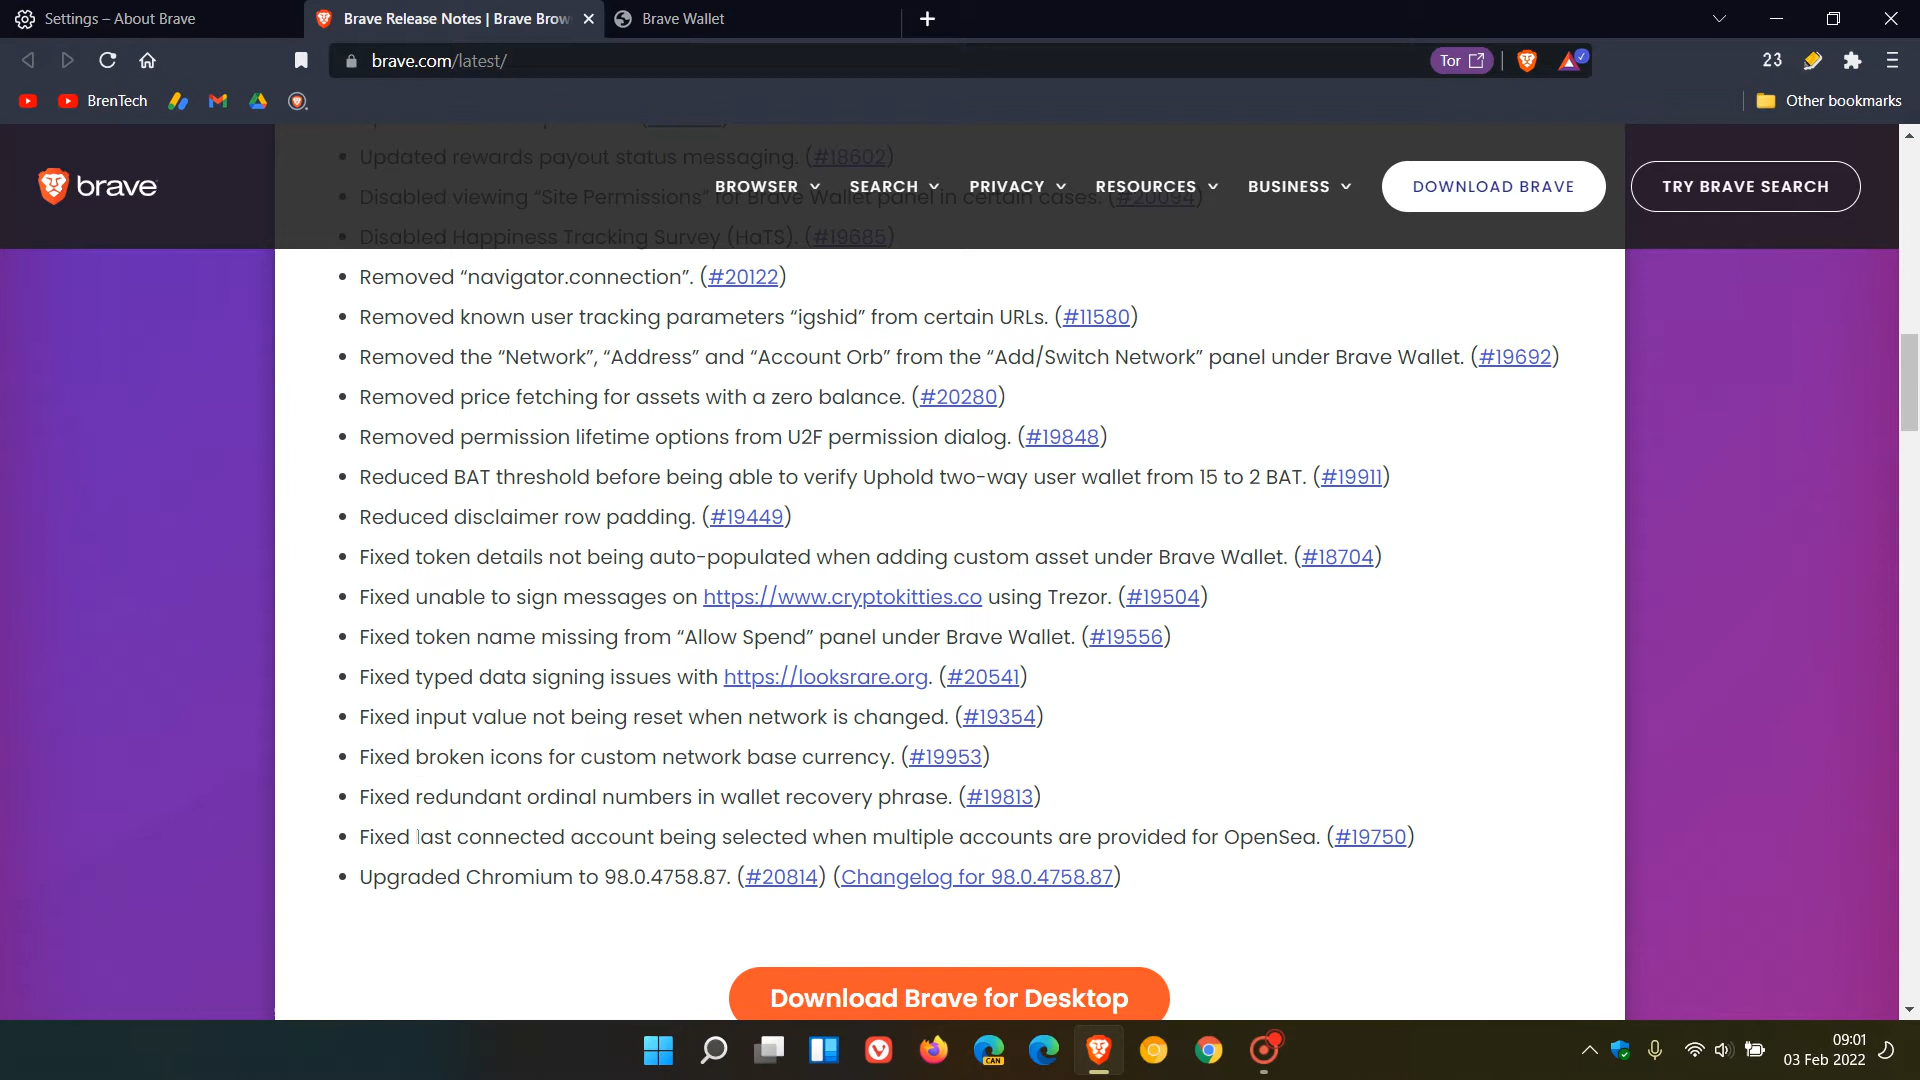 Settings – About Brave
Brave Release Notes | Brave Brow
Brave Wallet
brave.com/latest/
Tor
23
BrenTech
Other bookmarks
brave
BROWSER
SEARCH
PRIVACY
RESOURCES
BUSINESS
DOWNLOAD BRAVE
TRY BRAVE SEARCH
Updated rewards payout status messaging. (#18602)
Disabled viewing “Site Permissions” for Brave Wallet panel in certain cases. (#20094)
Disabled Happiness Tracking Survey (HaTS). (#19685)
Removed “navigator.connection”. (#20122)
Removed known user tracking parameters “igshid” from certain URLs. (#11580)
Removed the “Network”, “Address” and “Account Orb” from the “Add/Switch Network” panel under Brave Wallet. (#19692)
Removed price fetching for assets with a zero balance. (#20280)
Removed permission lifetime options from U2F permission dialog. (#19848)
Reduced BAT threshold before being able to verify Uphold two-way user wallet from 15 to 2 BAT. (#19911)
Reduced disclaimer row padding. (#19449)
Fixed token details not being auto-populated when adding custom asset under Brave Wallet. (#18704)
Fixed unable to sign messages on https://www.cryptokitties.co using Trezor. (#19504)
Fixed token name missing from “Allow Spend” panel under Brave Wallet. (#19556)
Fixed typed data signing issues with https://looksrare.org. (#20541)
Fixed input value not being reset when network is changed. (#19354)
Fixed broken icons for custom network base currency. (#19953)
Fixed redundant ordinal numbers in wallet recovery phrase. (#19813)
Fixed last connected account being selected when multiple accounts are provided for OpenSea. (#19750)
Upgraded Chromium to 98.0.4758.87. (#20814) (Changelog for 98.0.4758.87)
Download Brave for Desktop
CAN
09:01
03 Feb 2022